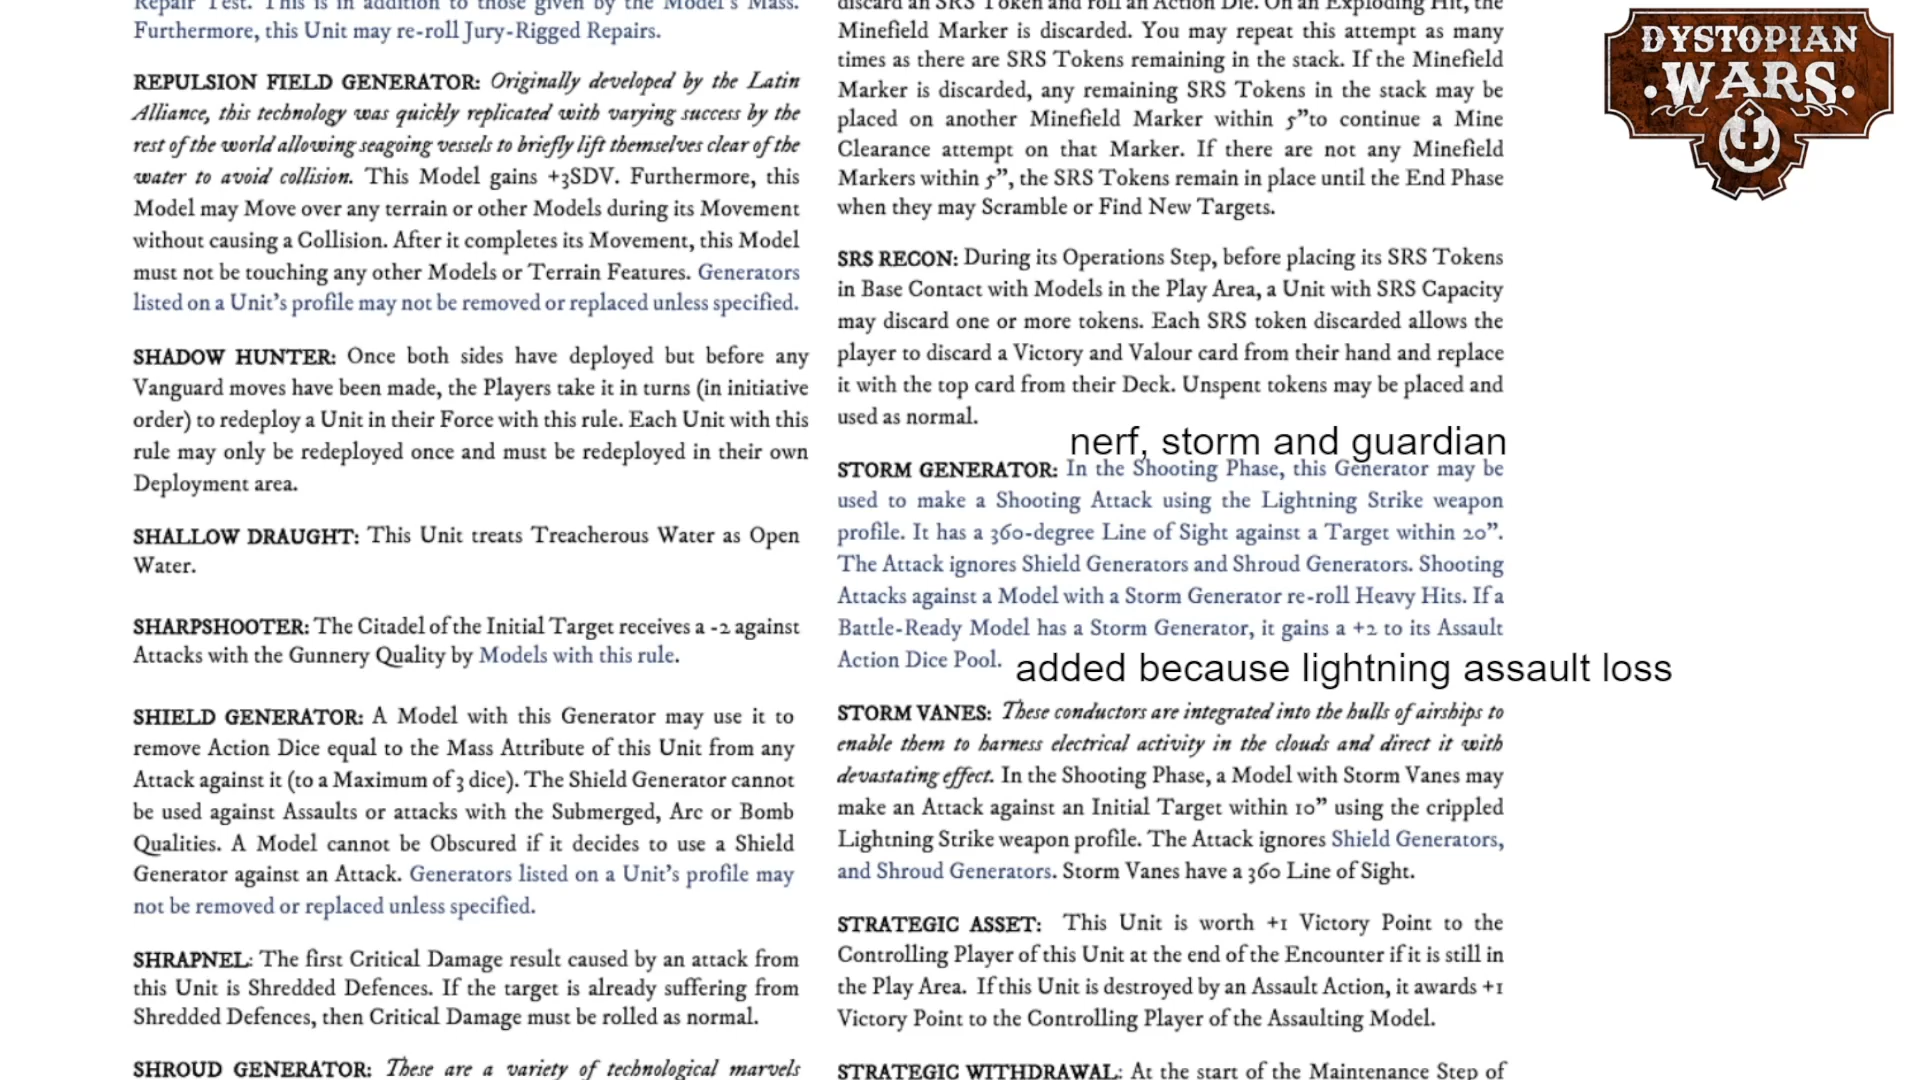 Repair Test. This is in addition to those given by the Model's Mass.
Furthermore, this Unit may re-roll Jury-Rigged Repairs.
REPULSION FIELD GENERATOR: Originally developed by the Latin
Alliance, this technology was quickly replicated with varying success by the
rest of the world allowing seagoing vessels to briefly lift themselves clear of the
water to avoid collision. This Model gains +3SDV. Furthermore, this
Model may Move over any terrain or other Models during its Movement
without causing a Collision. After it completes its Movement, this Model
must not be touching any other Models or Terrain Features. Generators
listed on a Unit's profile may not be removed or replaced unless specified.
SHADOW HUNTER: Once both sides have deployed but before any
Vanguard moves have been made, the Players take it in turns (in initiative
order) to redeploy a Unit in their Force with this rule. Each Unit with this
rule may only be redeployed once and must be redeployed in their own
Deployment area.
SHALLOW DRAUGHT: This Unit treats Treacherous Water as Open
Water.
SHARPSHOOTER: The Citadel of the Initial Target receives a -2 against
Attacks with the Gunnery Quality by Models with this rule.
SHIELD GENERATOR: A Model with this Generator may use it to
remove Action Dice equal to the Mass Attribute of this Unit from any
Attack against it (to a Maximum of 3 dice). The Shield Generator cannot
be used against Assaults or attacks with the Submerged, Arc or Bomb
Qualities. A Model cannot be Obscured if it decides to use a Shield
Generator against an Attack. Generators listed on a Unit's profile may
not be removed or replaced unless specified.
SHRAPNEL: The first Critical Damage result caused by an attack from
this Unit is Shredded Defences. If the target is already suffering from
Shredded Defences, then Critical Damage must be rolled as normal.
SHROUD GENERATOR: These are a variety of technological marvels
discard an SRS Token and roll an Action Die. On an Exploding Hit, the
Minefield Marker is discarded. You may repeat this attempt as many
times as there are SRS Tokens remaining in the stack. If the Minefield
Marker is discarded, any remaining SRS Tokens in the stack may be
placed on another Minefield Marker within 5”to continue a Mine
Clearance attempt on that Marker. If there are not any Minefield
Markers within 5”, the SRS Tokens remain in place until the End Phase
when they may Scramble or Find New Targets.
SRS RECON: During its Operations Step, before placing its SRS Tokens
in Base Contact with Models in the Play Area, a Unit with SRS Capacity
may discard one or more tokens. Each SRS token discarded allows the
player to discard a Victory and Valour card from their hand and replace
it with the top card from their Deck. Unspent tokens may be placed and
used as normal.
nerf, storm and guardian
STORM GENERATOR: In the Shooting Phase, this Generator may be
used to make a Shooting Attack using the Lightning Strike weapon
profile. It has a 360-degree Line of Sight against a Target within 20”.
The Attack ignores Shield Generators and Shroud Generators. Shooting
Attacks against a Model with a Storm Generator re-roll Heavy Hits. If a
Battle-Ready Model has a Storm Generator, it gains a +2 to its Assault
Action Dice Pool.
added because lightning assault loss
STORM VANES: These conductors are integrated into the hulls of airships to
enable them to harness electrical activity in the clouds and direct it with
devastating effect. In the Shooting Phase, a Model with Storm Vanes may
make an Attack against an Initial Target within 10” using the crippled
Lightning Strike weapon profile. The Attack ignores Shield Generators,
and Shroud Generators. Storm Vanes have a 360 Line of Sight.
STRATEGIC ASSET: This Unit is worth +1 Victory Point to the
Controlling Player of this Unit at the end of the Encounter if it is still in
the Play Area. If this Unit is destroyed by an Assault Action, it awards +1
Victory Point to the Controlling Player of the Assaulting Model.
STRATEGIC WITHDRAWAL: At the start of the Maintenance Step of
DYSTOPIAN
WARS